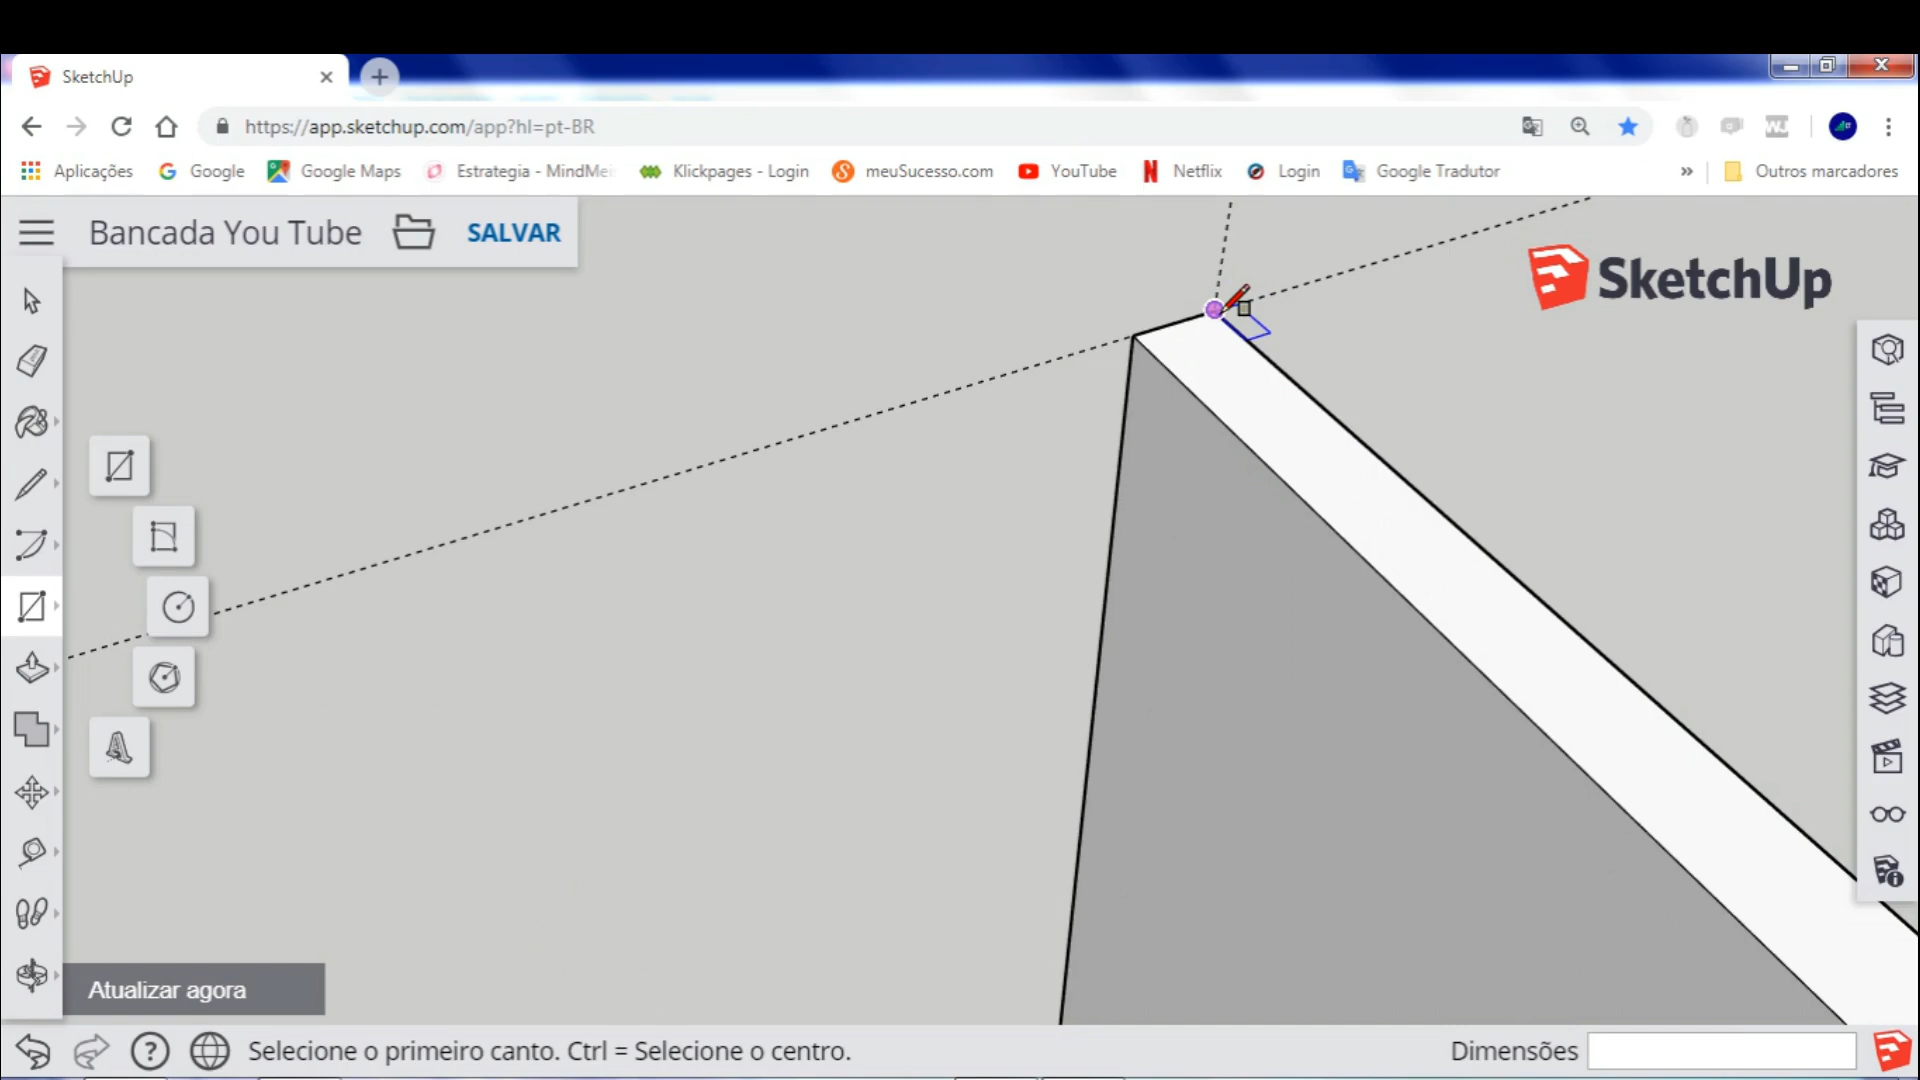 SketchUp
https://app.sketchup.com/app?hl=pt-BR
Aplicações Google Google Maps Estrategia - MindMei Klickpages - Login meuSucesso.com YouTube Netflix Login Google Tradutor » Outros marcadores
Bancada You Tube SALVAR
SketchUp
Atualizar agora
Selecione o primeiro canto. Ctrl = Selecione o centro. Dimensões